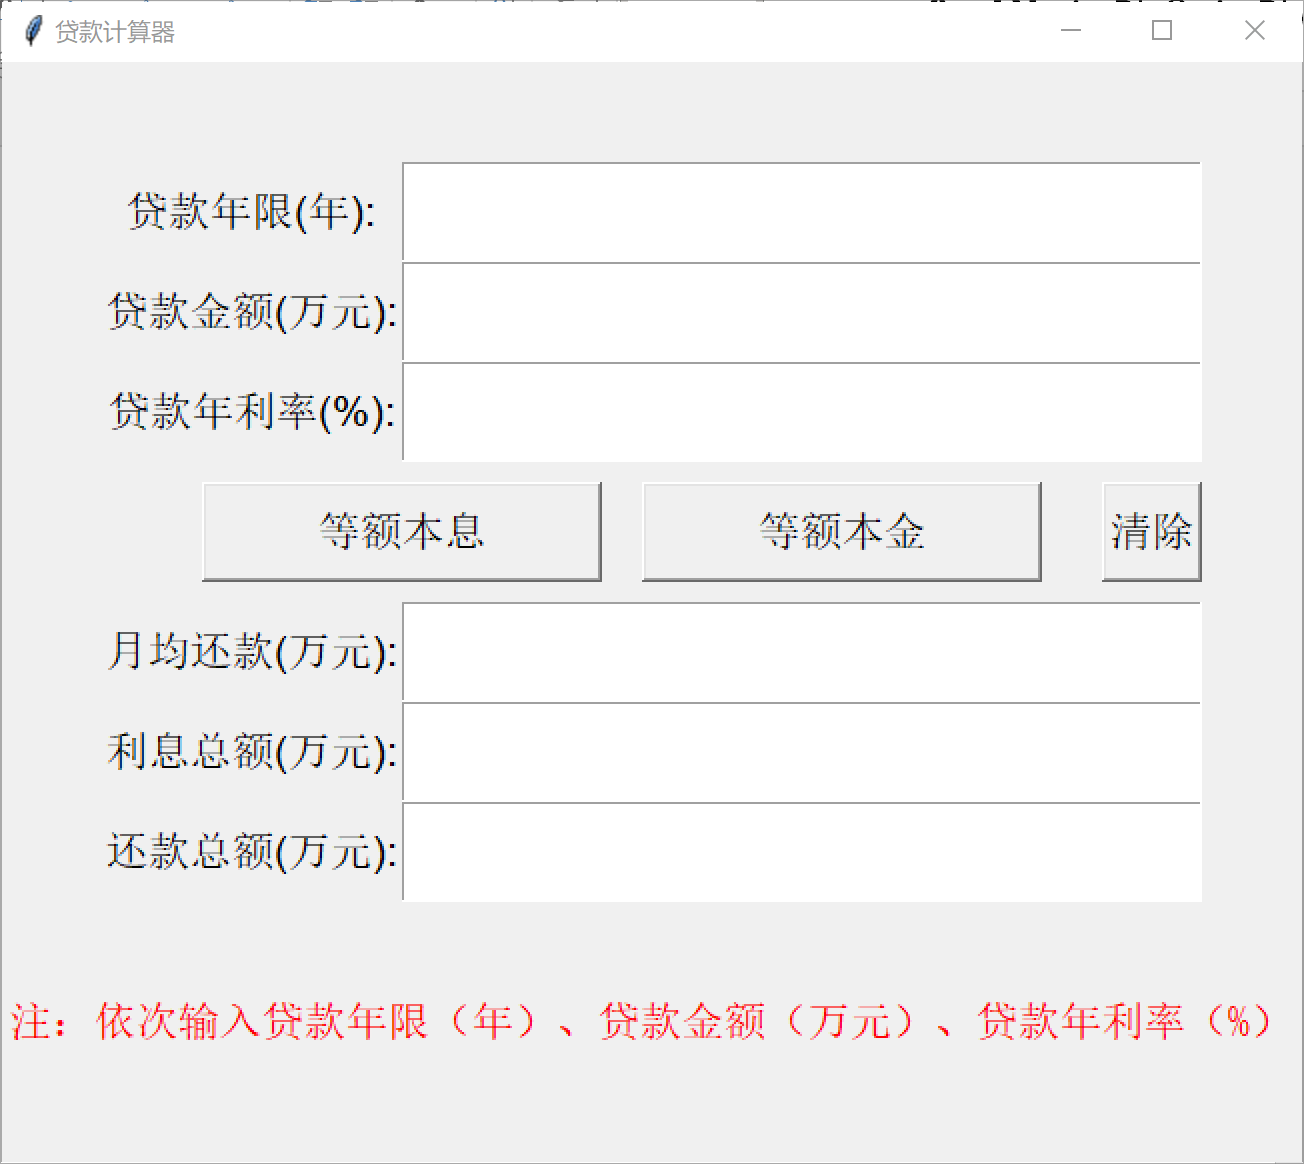 贷款计算器
贷款年限(年):
贷款金额(万元):
贷款年利率(%):
等额本息 等额本金 清除
月均还款(万元):
利息总额(万元):
还款总额(万元):
注：依次输入贷款年限（年）、贷款金额（万元）、贷款年利率（%）